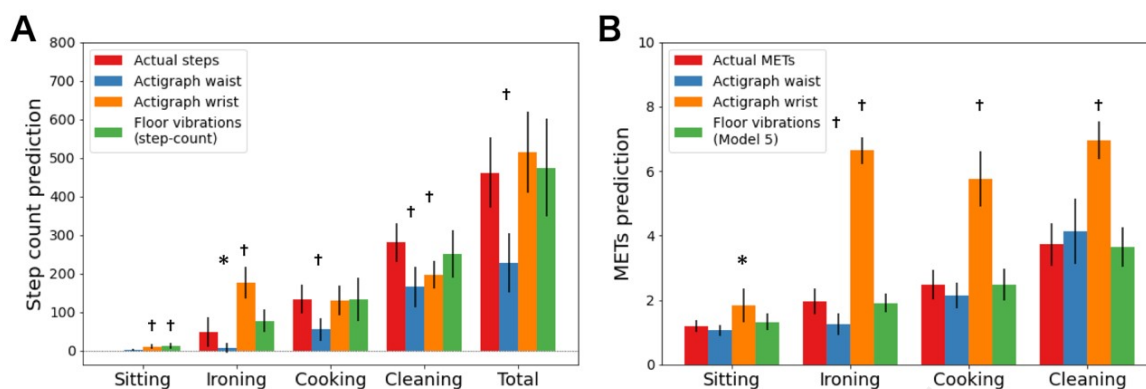 A
Step count prediction
800
700
600
500
400
300
200
100
0
Actual steps
Actigraph waist
Actigraph wrist
Floor vibrations
(step-count)
† †
* †
†
† †
†
Sitting Ironing Cooking Cleaning Total
B
METs prediction
10
8
6
4
2
0
Actual METs
Actigraph waist
Actigraph wrist
Floor vibrations
(Model 5)
*
† †
†
†
Sitting Ironing Cooking Cleaning